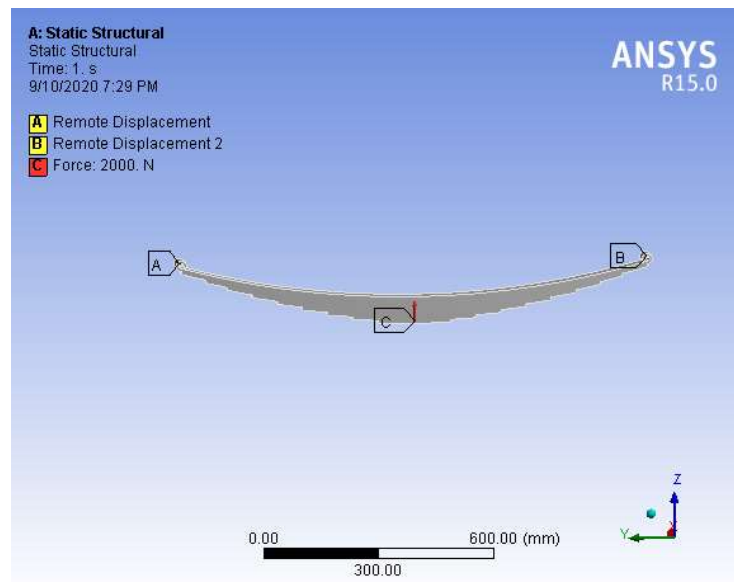 A: Static Structural
Static Structural
Time: 1. s
9/10/2020 7:29 PM
A Remote Displacement
B Remote Displacement 2
C Force: 2000. N
ANSYS
R15.0
A
B
C
0.00
600.00 (mm)
300.00
Z
Y
X